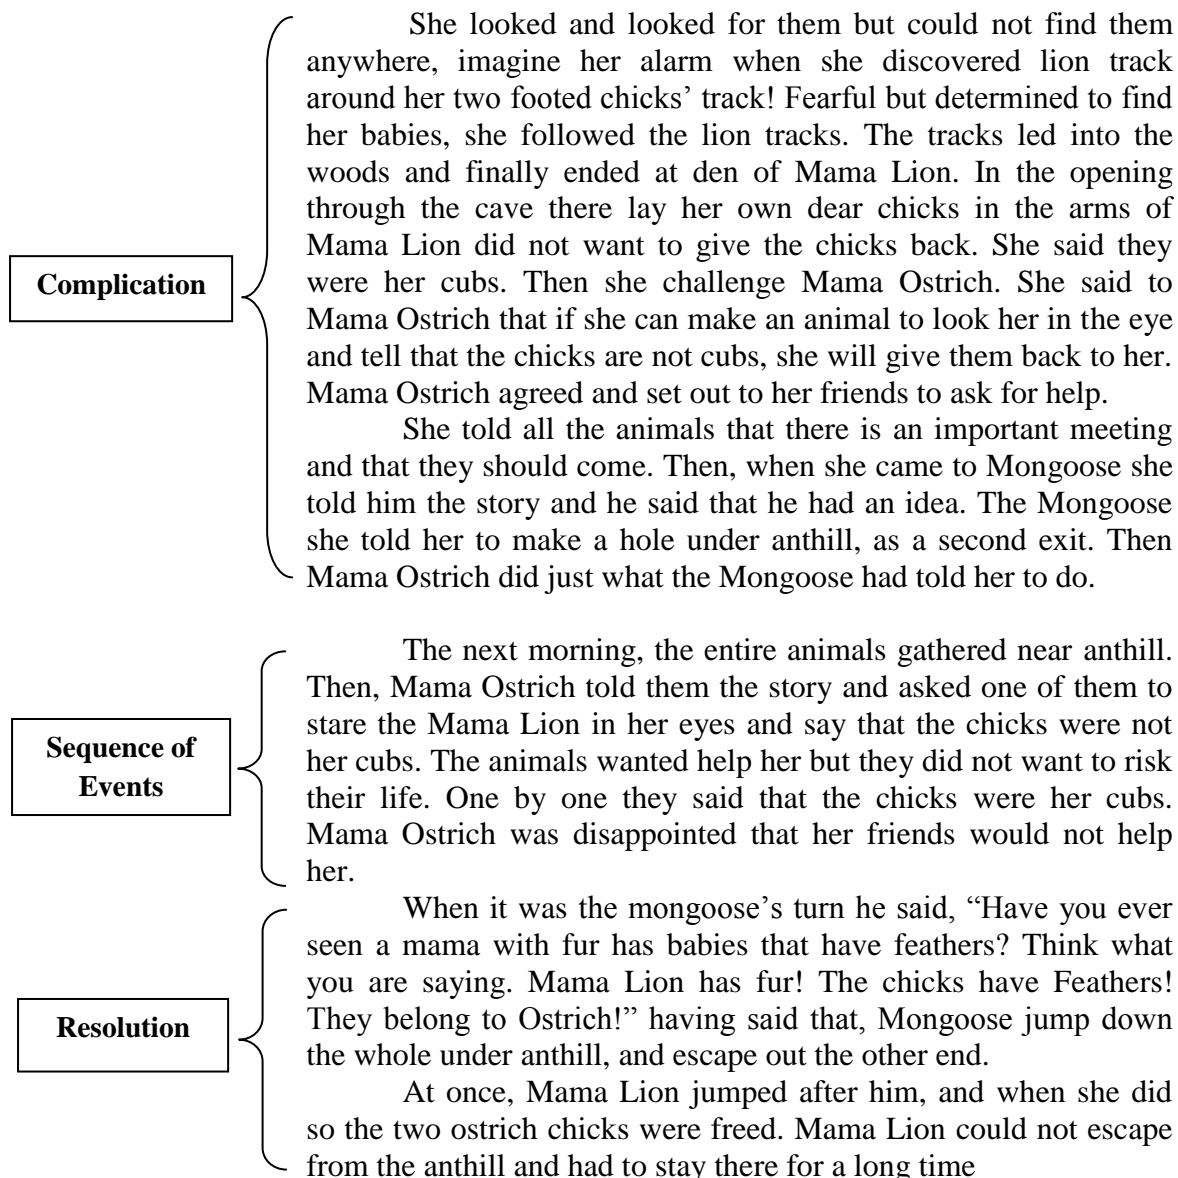 She looked and looked for them but could not find them
anywhere, imagine her alarm when she discovered lion track
around her two footed chicks’ track! Fearful but determined to find
her babies, she followed the lion tracks. The tracks led into the
woods and finally ended at den of Mama Lion. In the opening
through the cave there lay her own dear chicks in the arms of
Mama Lion did not want to give the chicks back. She said they
were her cubs. Then she challenge Mama Ostrich. She said to
Mama Ostrich that if she can make an animal to look her in the eye
and tell that the chicks are not cubs, she will give them back to her.
Mama Ostrich agreed and set out to her friends to ask for help.
She told all the animals that there is an important meeting
and that they should come. Then, when she came to Mongoose she
told him the story and he said that he had an idea. The Mongoose
she told her to make a hole under anthill, as a second exit. Then
Mama Ostrich did just what the Mongoose had told her to do.
Complication
The next morning, the entire animals gathered near anthill.
Then, Mama Ostrich told them the story and asked one of them to
stare the Mama Lion in her eyes and say that the chicks were not
her cubs. The animals wanted help her but they did not want to risk
their life. One by one they said that the chicks were her cubs.
Mama Ostrich was disappointed that her friends would not help
her.
Sequence of
Events
When it was the mongoose’s turn he said, “Have you ever
seen a mama with fur has babies that have feathers? Think what
you are saying. Mama Lion has fur! The chicks have Feathers!
They belong to Ostrich!” having said that, Mongoose jump down
the whole under anthill, and escape out the other end.
At once, Mama Lion jumped after him, and when she did
so the two ostrich chicks were freed. Mama Lion could not escape
from the anthill and had to stay there for a long time
Resolution